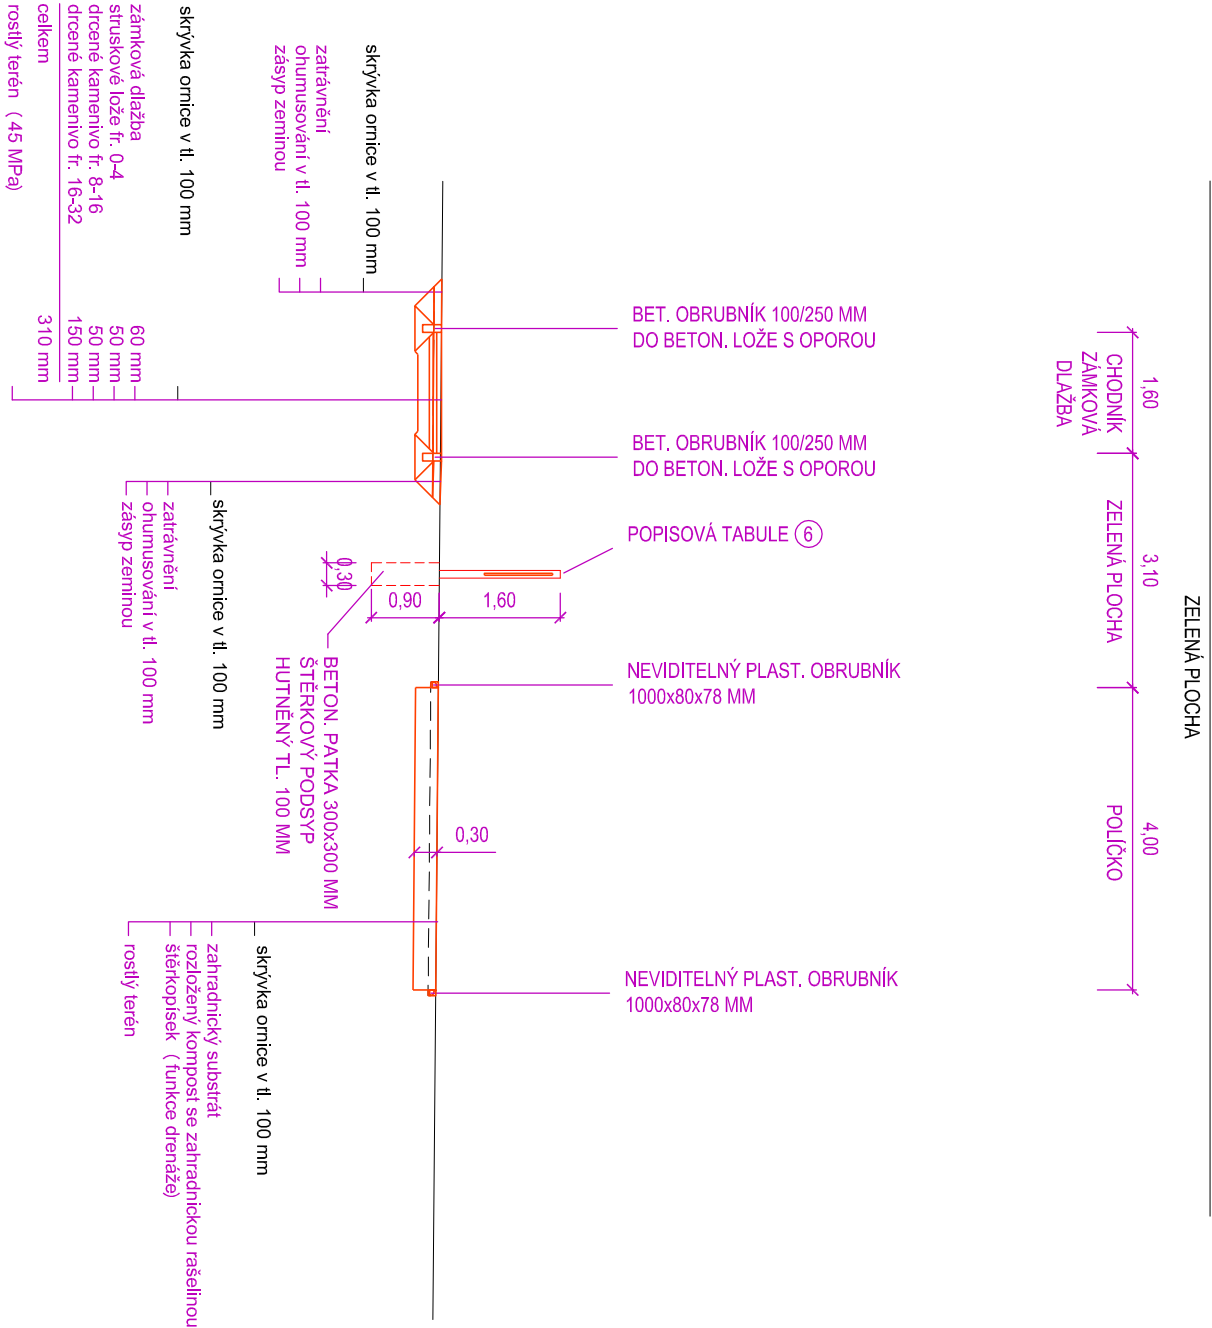 ZELENÁ PLOCHA
1,60
CHODNÍK
ZÁMKOVÁ
DLAŽBA
3,10
ZELENÁ PLOCHA
4,00
POLÍČKO
BET. OBRUBNÍK 100/250 MM
DO BETON. LOŽE S OPOROU
BET. OBRUBNÍK 100/250 MM
DO BETON. LOŽE S OPOROU
POPISOVÁ TABULE 6
NEVIDITELNÝ PLAST. OBRUBNÍK
1000x80x78 MM
NEVIDITELNÝ PLAST. OBRUBNÍK
1000x80x78 MM
0,30
0,90
1,60
0,30
BETON. PATKA 300x300 MM
ŠTĚRKOVÝ PODSYP
HUTNĚNÝ TL. 100 MM
skrývka ornice v tl. 100 mm
zatrávnění
ohumusování v tl. 100 mm
zásyp zeminou
skrývka ornice v tl. 100 mm
zámková dlažba 60 mm
struskové lože fr. 0-4 50 mm
drcené kamenivo fr. 8-16 50 mm
drcené kamenivo fr. 16-32 150 mm
celkem 310 mm
rostlý terén ( 45 MPa)
skrývka ornice v tl. 100 mm
zatrávnění
ohumusování v tl. 100 mm
zásyp zeminou
skrývka ornice v tl. 100 mm
zahradnický substrát
rozložený kompost se zahradnickou rašelinou
štěrkopísek ( funkce drenáže)
rostlý terén